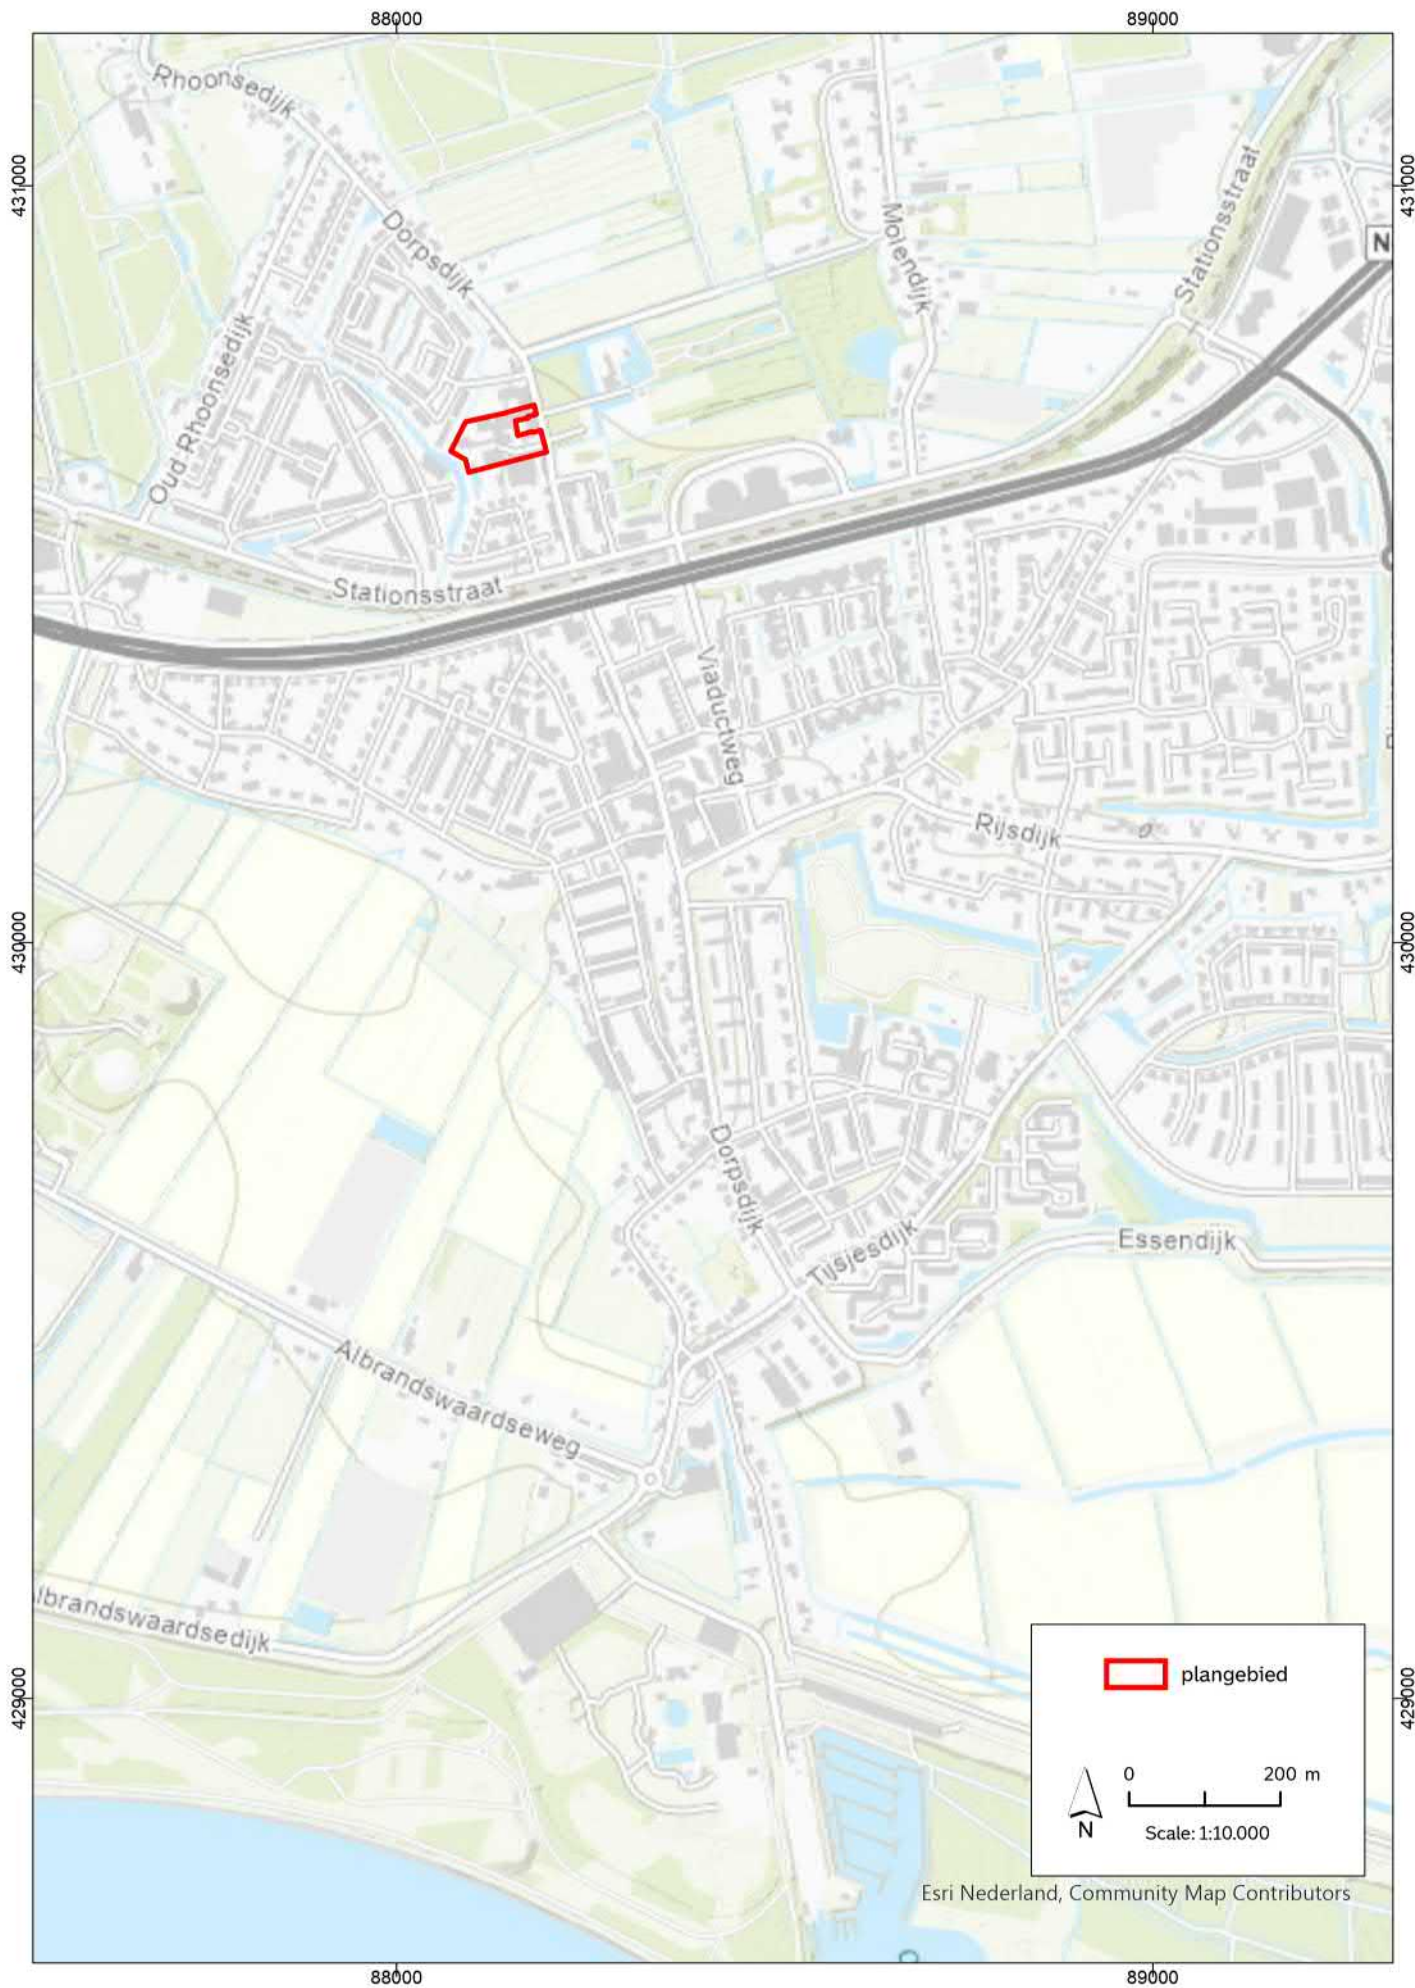 88000
89000
Rhoonsedijk
431000
431000
Stationsstraat
Dorpsdijk
Molendijk
N
Oud Rhoonsedijk
Stationsstraat
Viaductweg
Rijsdijk
430000
430000
Dorpsdijk
Tijsjesdijk
Essendijk
Albrandswaardseweg
lbrandswaardsedijk
plangebied
429000
429000
0 200 m
N
Scale: 1:10.000
Esri Nederland, Community Map Contributors
88000
89000